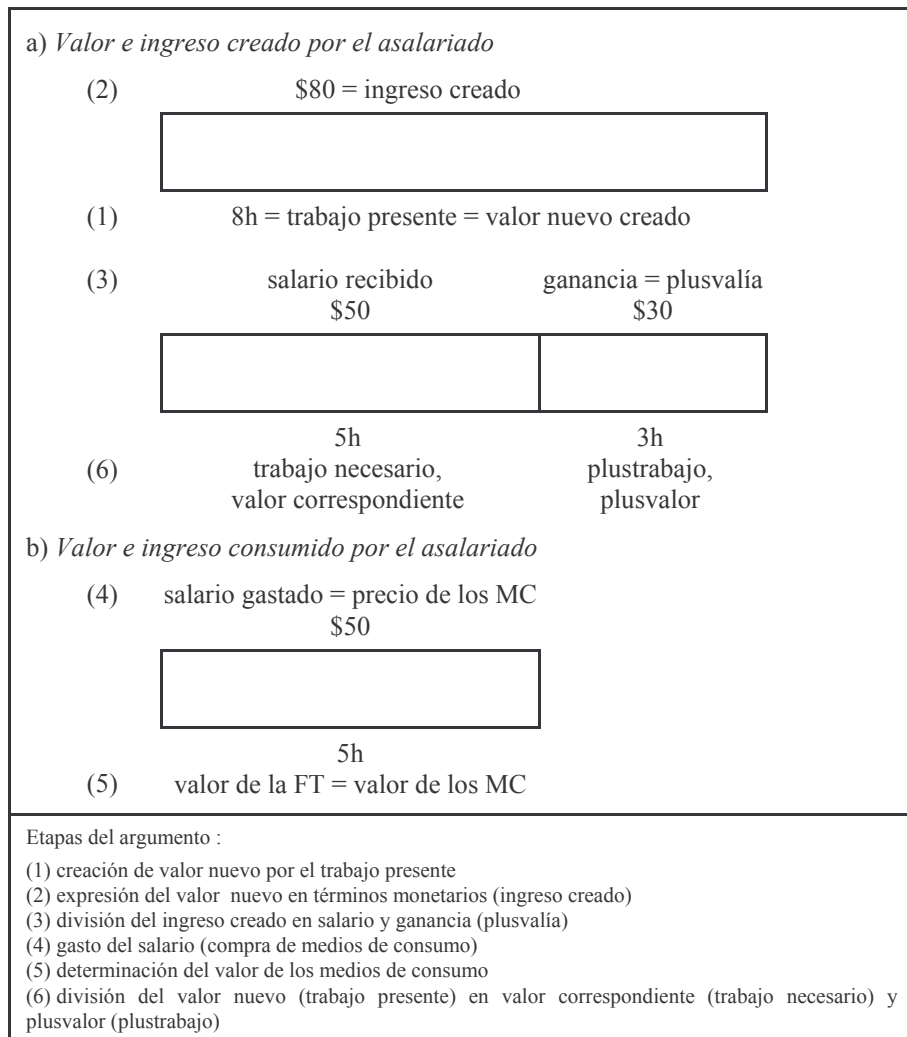 a) Valor e ingreso creado por el asalariado
(2) $80 = ingreso creado
(1) 8h = trabajo presente = valor nuevo creado
(3) salario recibido ganancia = plusvalía
$50 $30
5h 3h
(6) trabajo necesario, plustrabajo,
valor correspondiente plusvalor
b) Valor e ingreso consumido por el asalariado
(4) salario gastado = precio de los MC
$50
5h
(5) valor de la FT = valor de los MC
Etapas del argumento :
(1) creación de valor nuevo por el trabajo presente
(2) expresión del valor nuevo en términos monetarios (ingreso creado)
(3) división del ingreso creado en salario y ganancia (plusvalía)
(4) gasto del salario (compra de medios de consumo)
(5) determinación del valor de los medios de consumo
(6) división del valor nuevo (trabajo presente) en valor correspondiente (trabajo necesario) y
plusvalor (plustrabajo)